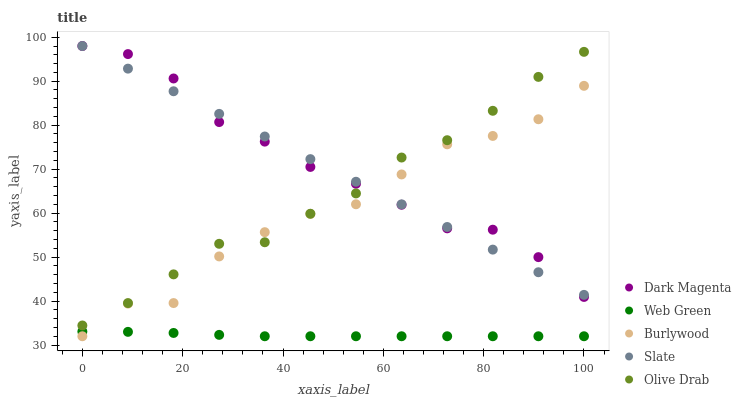 title
yaxis_label
100
90
80
70
60
50
40
30
0
20
40
60
80
100
xaxis_label
Dark Magenta
Web Green
Burlywood
Slate
Olive Drab